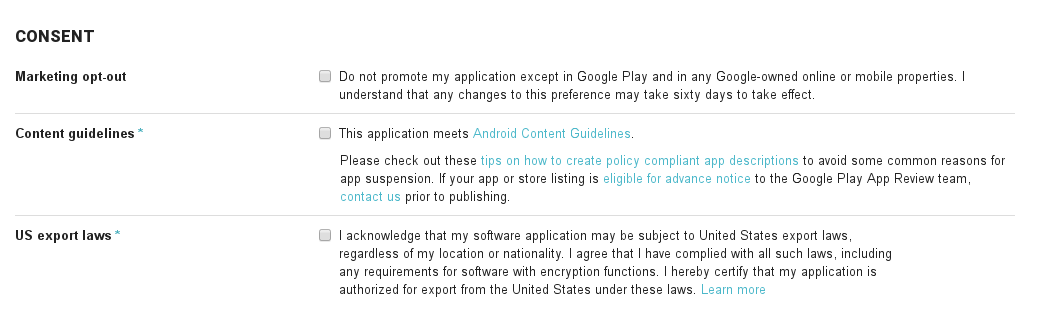 CONSENT
Marketing opt-out
Do not promote my application except in Google Play and in any Google-owned online or mobile properties. I
understand that any changes to this preference may take sixty days to take effect.
Content guidelines *
This application meets Android Content Guidelines.
Please check out these tips on how to create policy compliant app descriptions to avoid some common reasons for
app suspension. If your app or store listing is eligible for advance notice to the Google Play App Review team,
contact us prior to publishing.
US export laws *
I acknowledge that my software application may be subject to United States export laws,
regardless of my location or nationality. I agree that I have complied with all such laws, including
any requirements for software with encryption functions. I hereby certify that my application is
authorized for export from the United States under these laws. Learn more